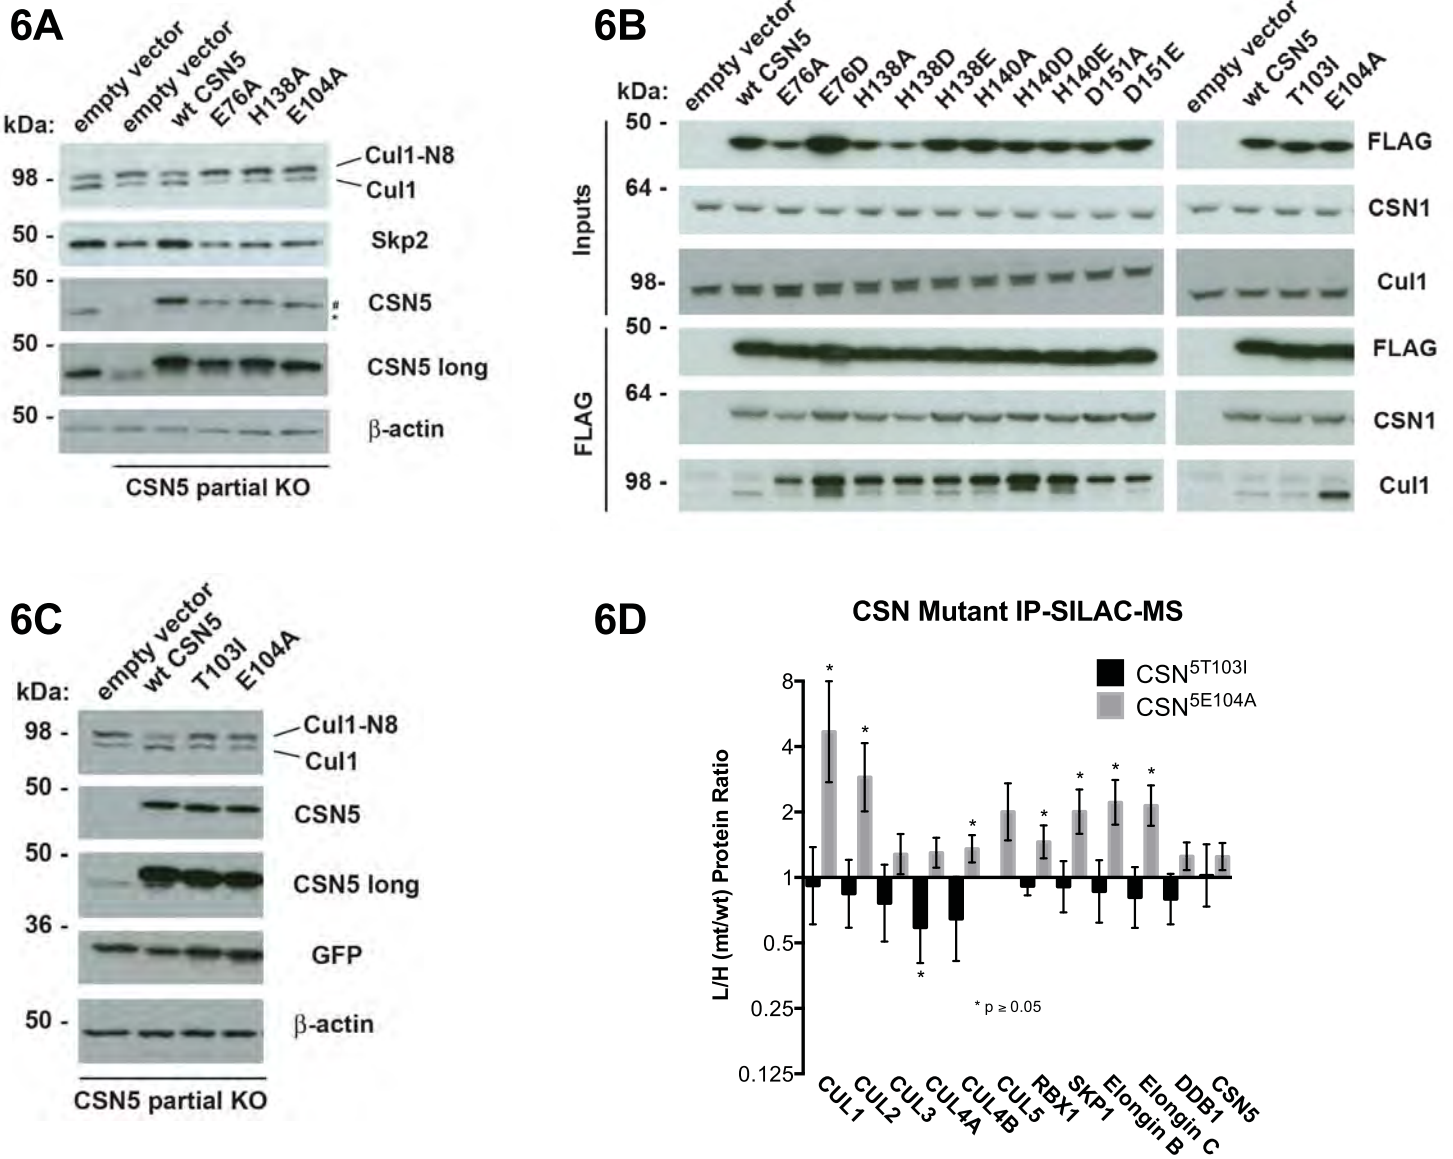 6A
empty vector
empty vector
wt CSN5
E76A
H138A
E104A
kDa:
98 -
Cul1-N8
Cul1
50 -
Skp2
50 -
CSN5
#
*
50 -
CSN5 long
50 -
β-actin
CSN5 partial KO
6B
empty vector
wt CSN5
E76A
E76D
H138A
H138D
H138E
H140A
H140D
H140E
D151A
D151E
empty vector
wt CSN5
T103I
E104A
kDa:
Inputs
50 -
FLAG
64 -
CSN1
98-
Cul1
FLAG
50 -
FLAG
64 -
CSN1
98 -
Cul1
6C
empty vector
wt CSN5
T103I
E104A
kDa:
98 -
Cul1-N8
Cul1
50 -
CSN5
50 -
CSN5 long
36 -
GFP
50 -
β-actin
CSN5 partial KO
6D
CSN Mutant IP-SILAC-MS
CSN5T103I
CSN5E104A
L/H (mt/wt) Protein Ratio
8
4
2
1
0.5
0.25
0.125
* * * * * * *
*
* p ≥ 0.05
CUL1
CUL2
CUL3
CUL4A
CUL4B
CUL5
RBX1
SKP1
Elongin B
Elongin C
DDB1
CSN5